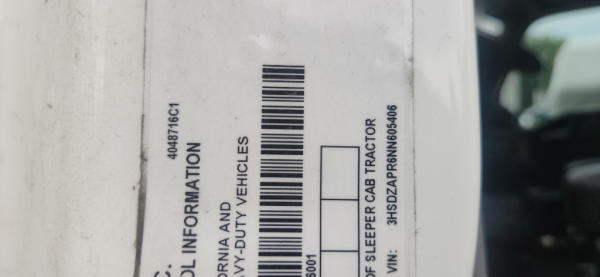 4048716C1
C.
OL INFORMATION
ORNIA AND
AVY-DUTY VEHICLES
6001
OF SLEEPER CAB TRACTOR
VIN: 3HSDZAPR6NN605406